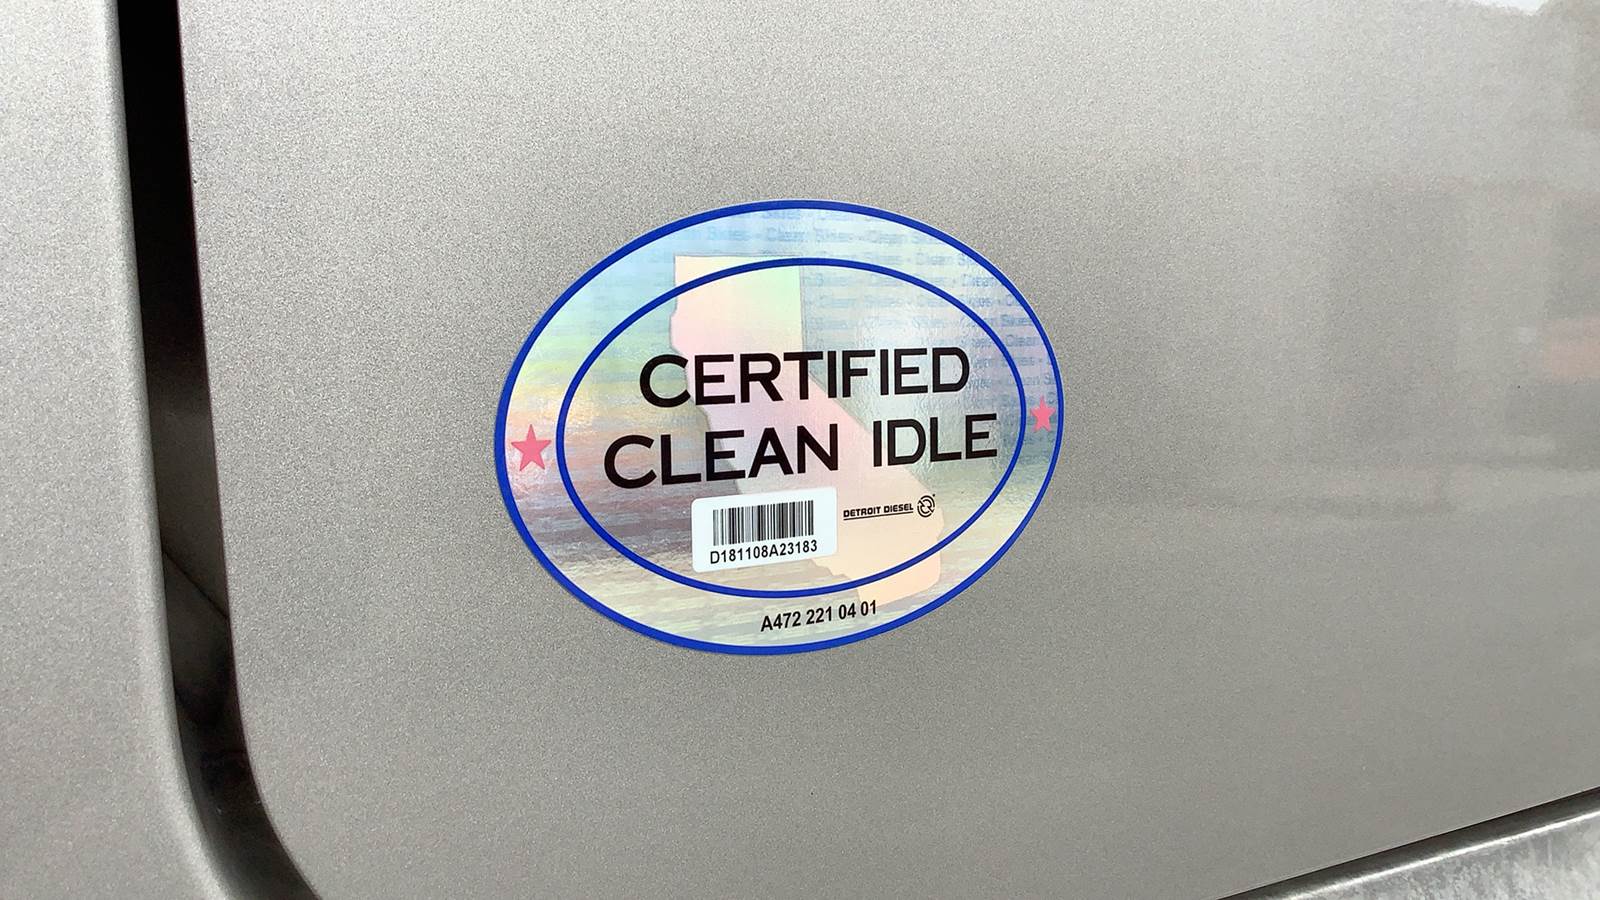 CERTIFIED
CLEAN IDLE
D181108A23183
DETROIT DIESEL
A472 221 04 01